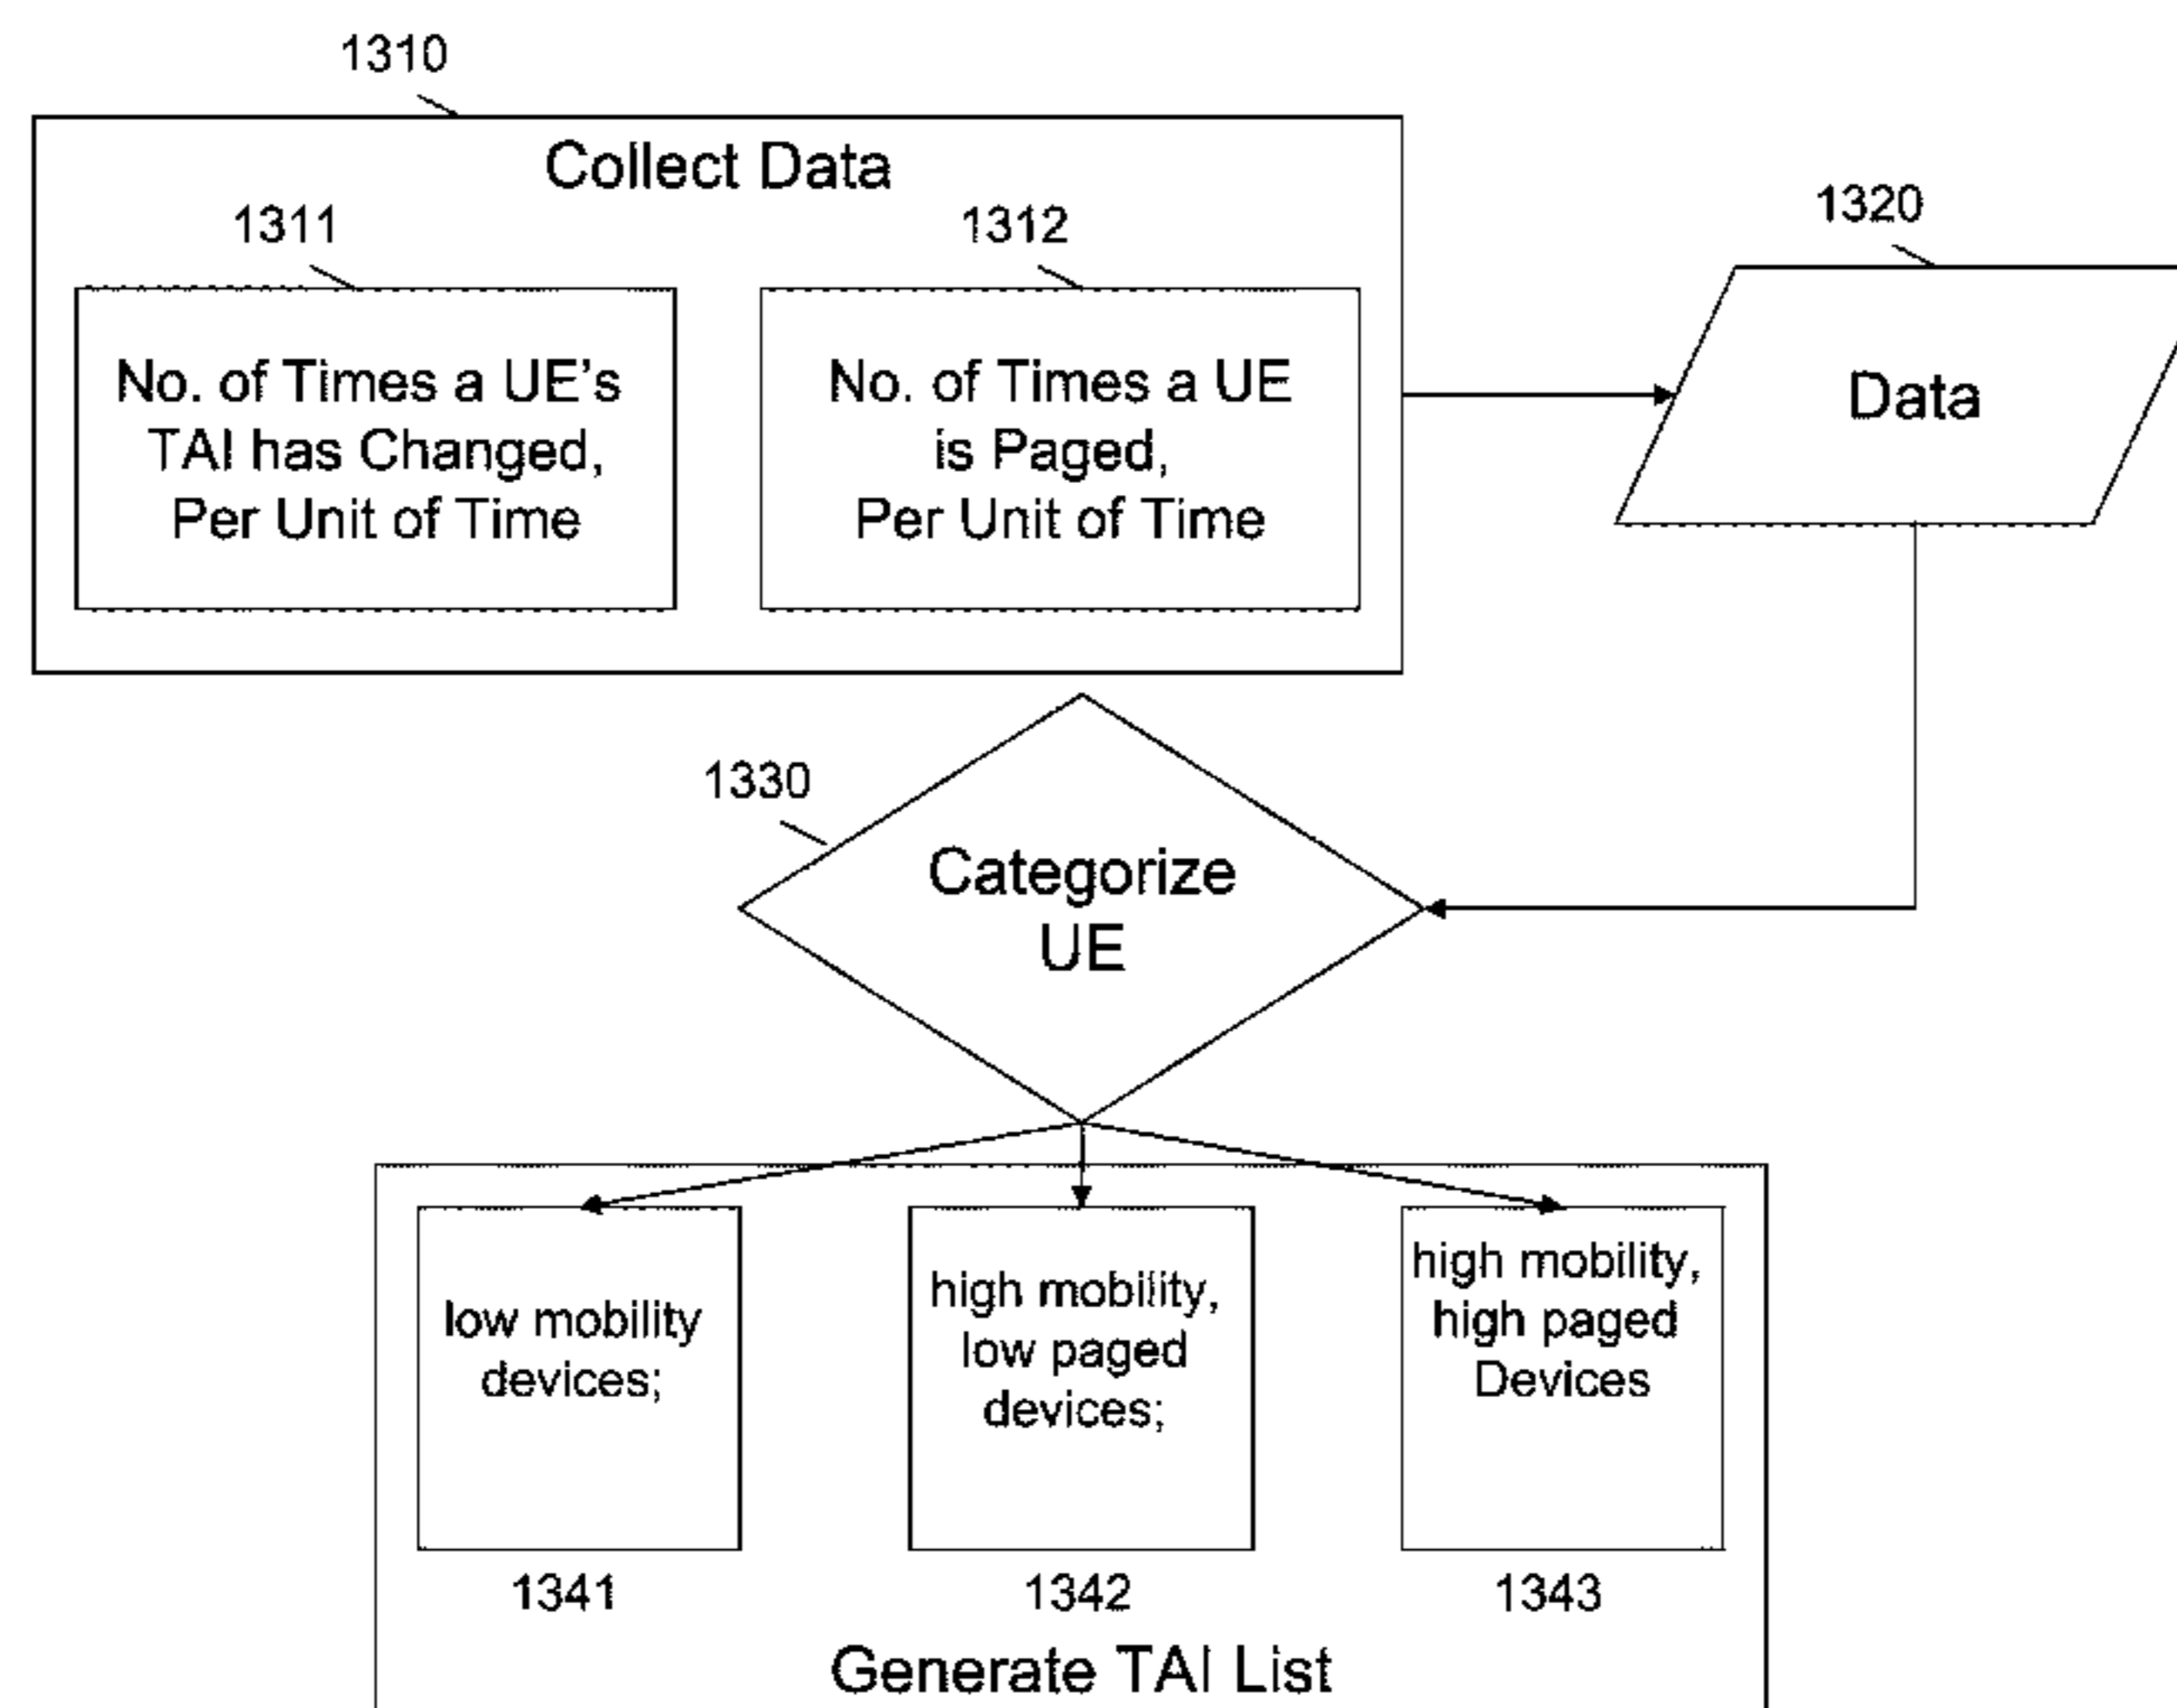 1310
Collect Data
1311
1312
1320
No. of Times a UE's
TAI has Changed,
Per Unit of Time
No. of Times a UE
is Paged,
Per Unit of Time
Data
1330
Categorize
UE
low mobility
devices;
high mobility,
low paged
devices;
high mobility,
high paged
Devices
1341
1342
1343
Generate TAI List